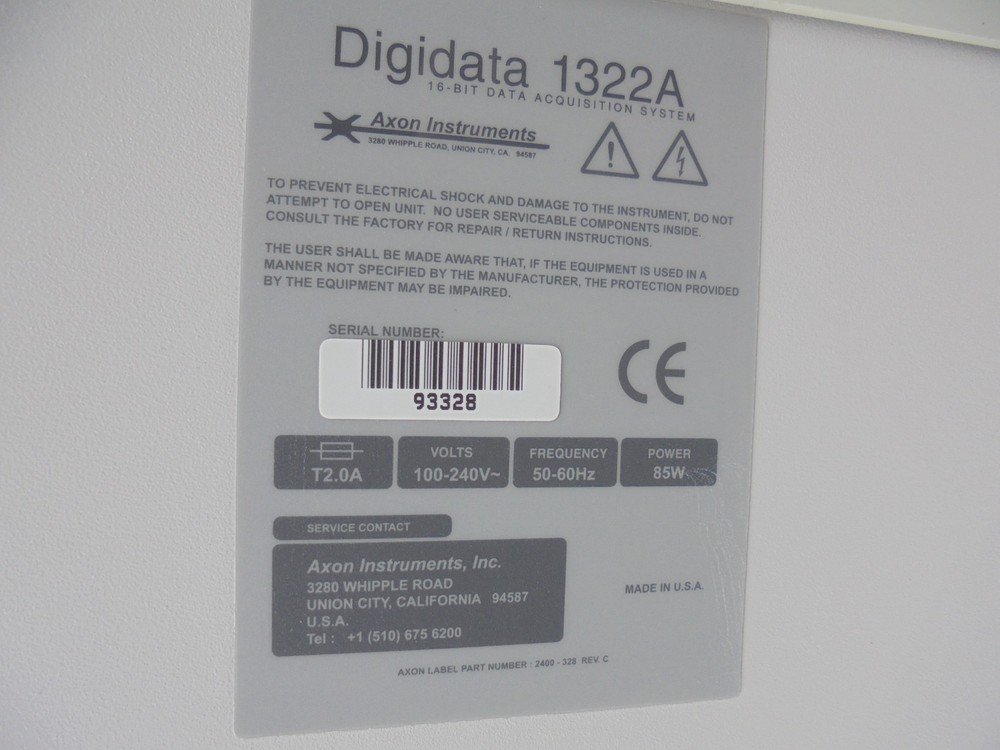 Digidata 1322A
16-BIT DATA ACQUISITION SYSTEM
Axon Instruments
3280 WHIPPLE ROAD, UNION CITY, CA. 94587
TO PREVENT ELECTRICAL SHOCK AND DAMAGE TO THE INSTRUMENT, DO NOT
ATTEMPT TO OPEN UNIT. NO USER SERVICEABLE COMPONENTS INSIDE.
CONSULT THE FACTORY FOR REPAIR / RETURN INSTRUCTIONS.
THE USER SHALL BE MADE AWARE THAT, IF THE EQUIPMENT IS USED IN A
MANNER NOT SPECIFIED BY THE MANUFACTURER, THE PROTECTION PROVIDED
BY THE EQUIPMENT MAY BE IMPAIRED.
SERIAL NUMBER:
93328
CE
T2.0A
VOLTS
100-240V~
FREQUENCY
50-60Hz
POWER
85W
SERVICE CONTACT
Axon Instruments, Inc.
3280 WHIPPLE ROAD
UNION CITY, CALIFORNIA 94587
U.S.A.
Tel : +1 (510) 675 6200
MADE IN U.S.A.
AXON LABEL PART NUMBER : 2400 - 328 REV. C